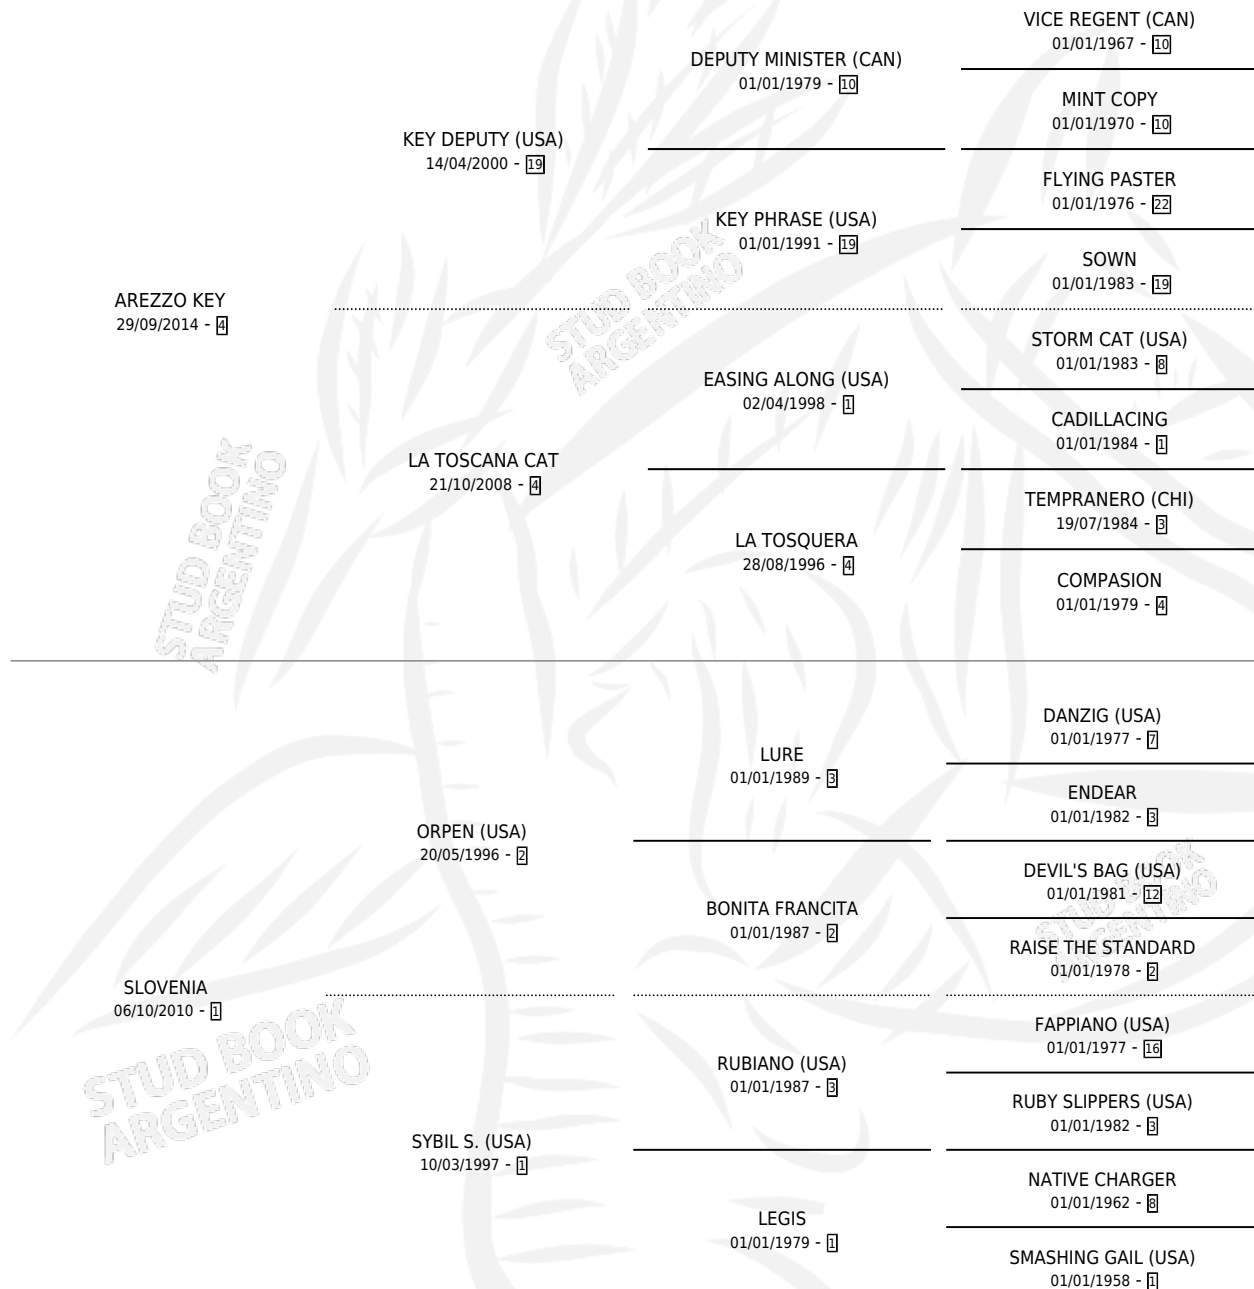 VICE REGENT (CAN)
01/01/1967 - 10
DEPUTY MINISTER (CAN)
01/01/1979 - 10
MINT COPY
01/01/1970 - 10
KEY DEPUTY (USA)
14/04/2000 - 19
FLYING PASTER
01/01/1976 - 22
KEY PHRASE (USA)
01/01/1991 - 19
SOWN
01/01/1983 - 19
AREZZO KEY
29/09/2014 - 4
STORM CAT (USA)
01/01/1983 - 8
EASING ALONG (USA)
02/04/1998 - 1
CADILLACING
01/01/1984 - 1
LA TOSCANA CAT
21/10/2008 - 4
TEMPRANERO (CHI)
19/07/1984 - 3
LA TOSQUERA
28/08/1996 - 4
COMPASION
01/01/1979 - 4
DANZIG (USA)
01/01/1977 - 7
LURE
01/01/1989 - 3
ENDEAR
01/01/1982 - 3
ORPEN (USA)
20/05/1996 - 2
DEVIL'S BAG (USA)
01/01/1981 - 12
BONITA FRANCITA
01/01/1987 - 2
RAISE THE STANDARD
01/01/1978 - 2
SLOVENIA
06/10/2010 - 1
FAPPIANO (USA)
01/01/1977 - 16
RUBIANO (USA)
01/01/1987 - 3
RUBY SLIPPERS (USA)
01/01/1982 - 3
SYBIL S. (USA)
10/03/1997 - 1
NATIVE CHARGER
01/01/1962 - 8
LEGIS
01/01/1979 - 1
SMASHING GAIL (USA)
01/01/1958 - 1
STUD BOOK
ARGENTINO
STUD BOOK
ARGENTINO
STUD BOOK
ARGENTINO
STUD BOOK
ARGENTINO